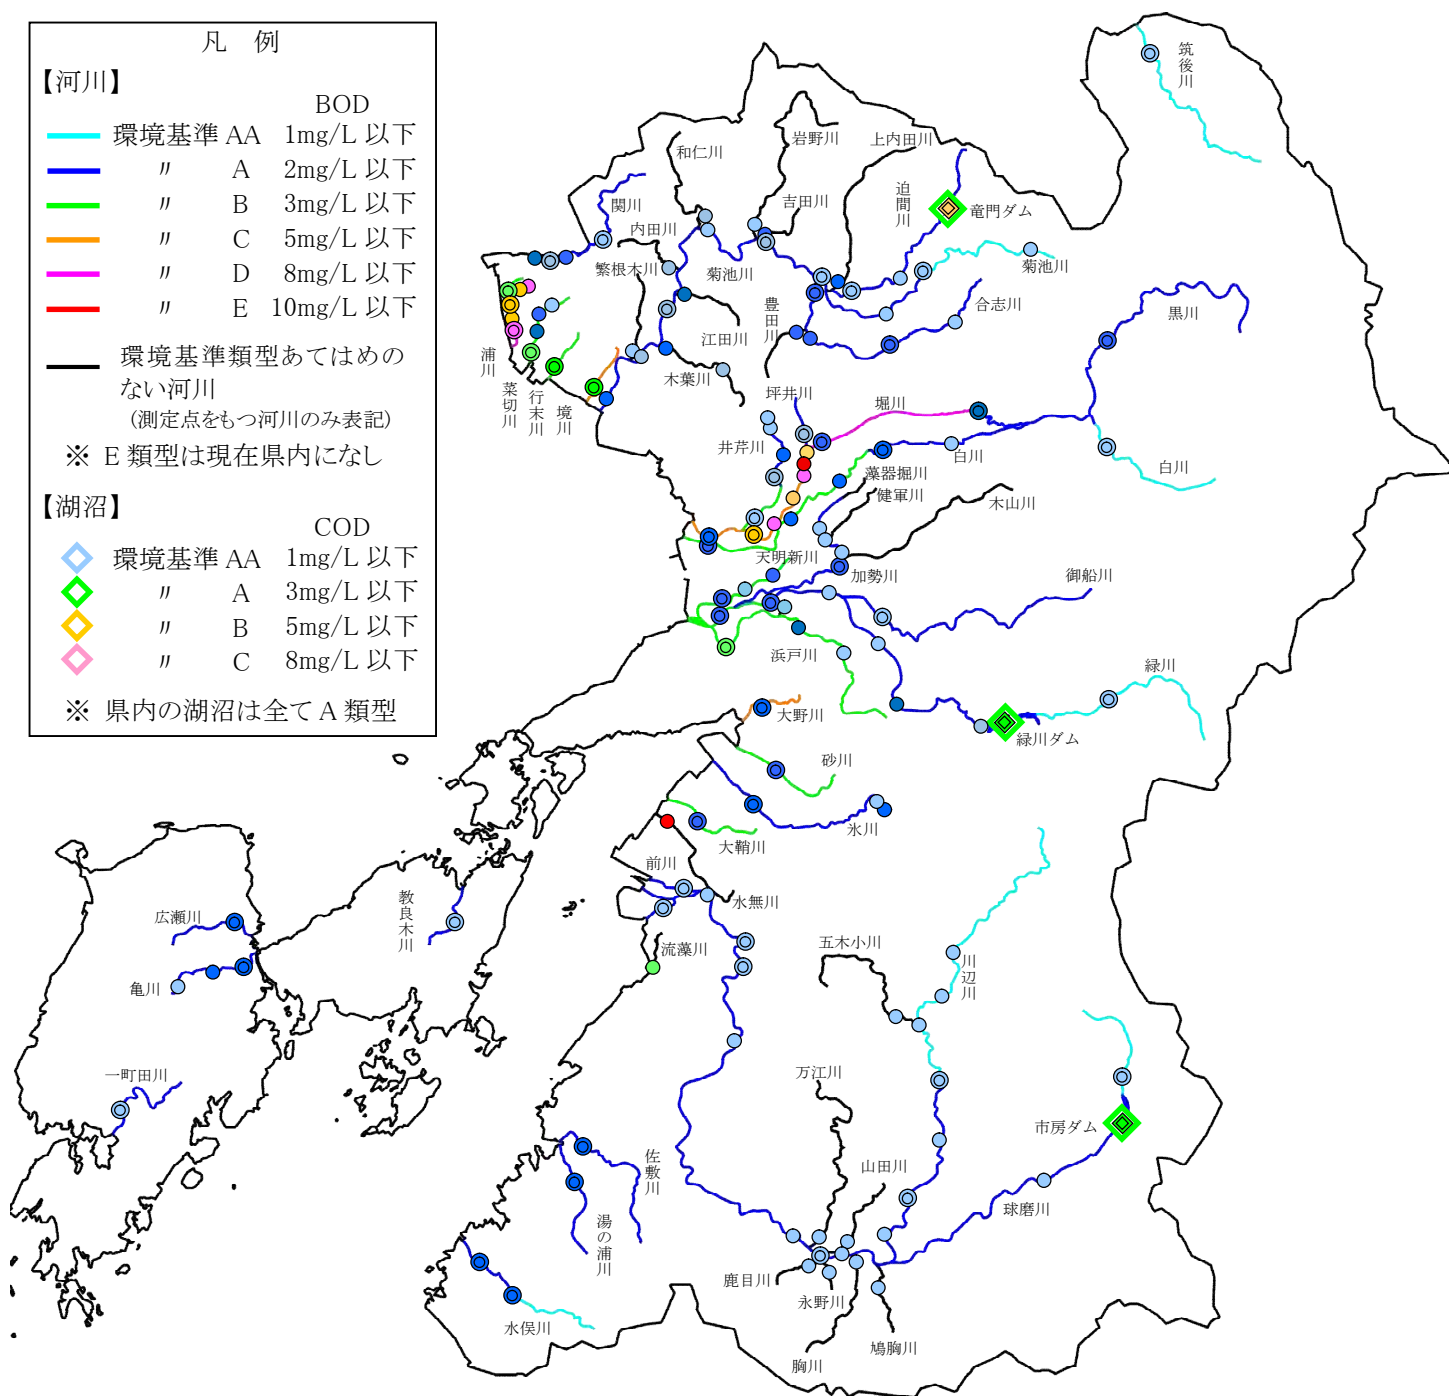 凡 例
【河川】
BOD
環境基準 AA 1mg/L 以下
〃 A 2mg/L 以下
〃 B 3mg/L 以下
〃 C 5mg/L 以下
〃 D 8mg/L 以下
〃 E 10mg/L 以下
環境基準類型あてはめの
ない河川
(測定点をもつ河川のみ表記)
※ E 類型は現在県内になし
【湖沼】
COD
環境基準 AA 1mg/L 以下
〃 A 3mg/L 以下
〃 B 5mg/L 以下
〃 C 8mg/L 以下
※ 県内の湖沼は全て A 類型
筑後川
岩野川
上内田川
和仁川
迫間川
関川
吉田川
竜門ダム
内田川
繁根木川
菊池川
菊池川
豊田川
合志川
黒川
江田川
浦川
菜切川
行末川
境川
木葉川
坪井川
堀川
井芹川
白川
白川
藻器掘川
健軍川
木山川
天明新川
加勢川
御船川
浜戸川
緑川
大野川
緑川ダム
砂川
氷川
大鞘川
前川
水無川
教良木川
広瀬川
流藻川
五木小川
川辺川
亀川
一町田川
万江川
市房ダム
佐敷川
山田川
球磨川
湯の浦川
鹿目川
永野川
水俣川
鳩胸川
胸川